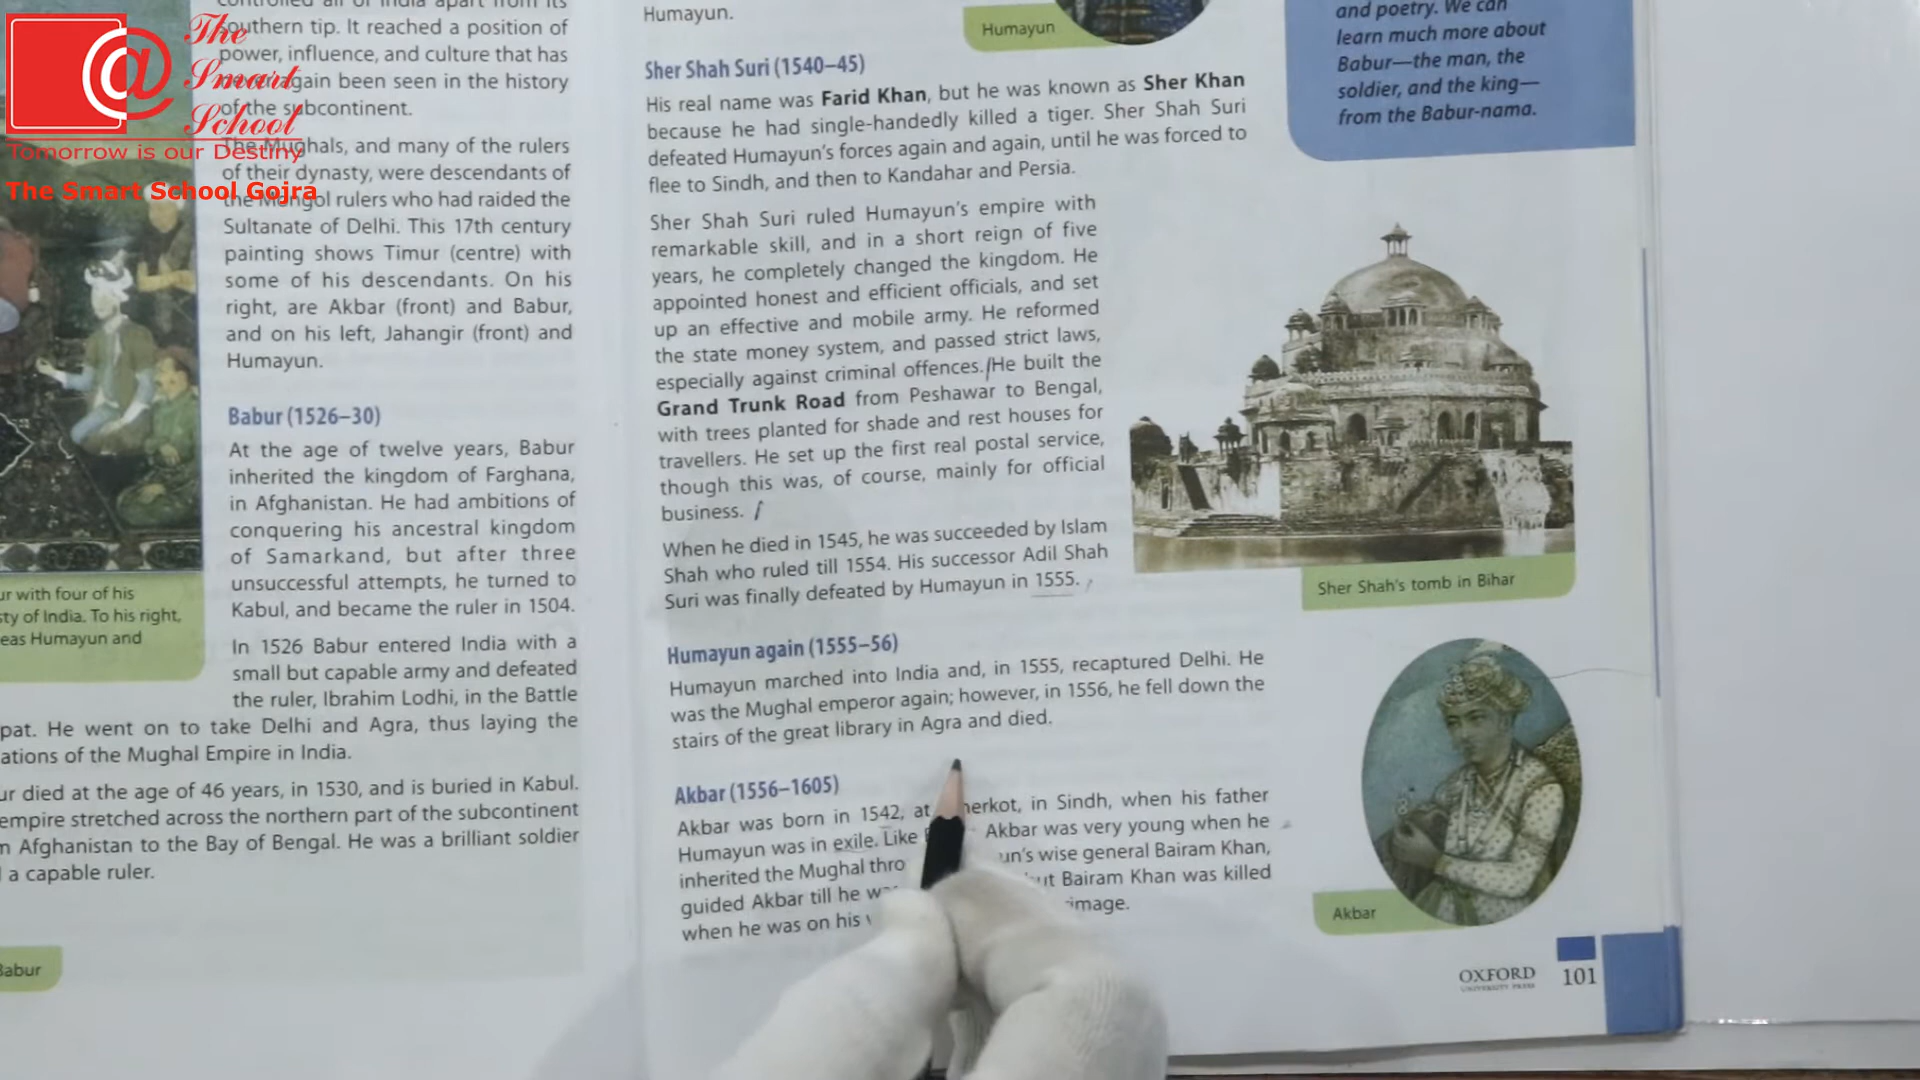 The
Smart
School
Tomorrow is our Destiny
The Smart School Gojra
controlled all of India apart from its
Southern tip. It reached a position of
power, influence, and culture that has
never again been seen in the history
of the subcontinent.
The Mughals, and many of the rulers
of their dynasty, were descendants of
the Mongol rulers who had raided the
Sultanate of Delhi. This 17th century
painting shows Timur (centre) with
some of his descendants. On his
right, are Akbar (front) and Babur,
and on his left, Jahangir (front) and
Humayun.
Babur (1526–30)
At the age of twelve years, Babur
inherited the kingdom of Farghana,
in Afghanistan. He had ambitions of
conquering his ancestral kingdom
of Samarkand, but after three
unsuccessful attempts, he turned to
Kabul, and became the ruler in 1504.
In 1526 Babur entered India with a
small but capable army and defeated
the ruler, Ibrahim Lodhi, in the Battle
pat. He went on to take Delhi and Agra, thus laying the
ations of the Mughal Empire in India.
ur died at the age of 46 years, in 1530, and is buried in Kabul.
empire stretched across the northern part of the subcontinent
m Afghanistan to the Bay of Bengal. He was a brilliant soldier
a capable ruler.
ur with four of his
sty of India. To his right,
eas Humayun and
Babur
Humayun.
Humayun
Sher Shah Suri (1540–45)
His real name was Farid Khan, but he was known as Sher Khan
because he had single-handedly killed a tiger. Sher Shah Suri
defeated Humayun's forces again and again, until he was forced to
flee to Sindh, and then to Kandahar and Persia.
Sher Shah Suri ruled Humayun's empire with
remarkable skill, and in a short reign of five
years, he completely changed the kingdom. He
appointed honest and efficient officials, and set
up an effective and mobile army. He reformed
the state money system, and passed strict laws,
especially against criminal offences. He built the
Grand Trunk Road from Peshawar to Bengal,
with trees planted for shade and rest houses for
travellers. He set up the first real postal service,
though this was, of course, mainly for official
business.
When he died in 1545, he was succeeded by Islam
Shah who ruled till 1554. His successor Adil Shah
Suri was finally defeated by Humayun in 1555.
Humayun again (1555–56)
Humayun marched into India and, in 1555, recaptured Delhi. He
was the Mughal emperor again; however, in 1556, he fell down the
stairs of the great library in Agra and died.
Akbar (1556–1605)
Akbar was born in 1542, at erkot, in Sindh, when his father
Humayun was in exile. Like Akbar was very young when he
inherited the Mughal thro un's wise general Bairam Khan,
guided Akbar till he w ut Bairam Khan was killed
when he was on his image.
and poetry. We can
learn much more about
Babur—the man, the
soldier, and the king—
from the Babur-nama.
Sher Shah's tomb in Bihar
Akbar
OXFORD
UNIVERSITY PRESS
101